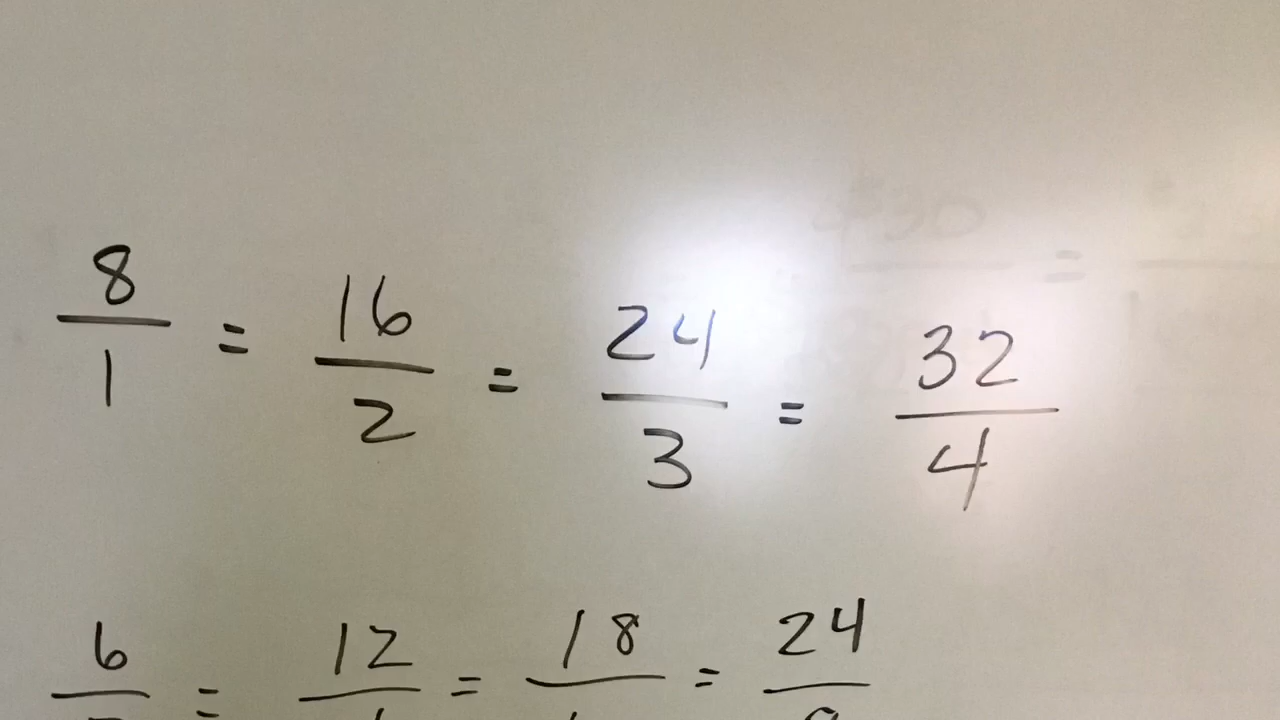 8/1 = 16/2 = 24/3 = 32/4
6/ = 12/ = 18/ = 24/